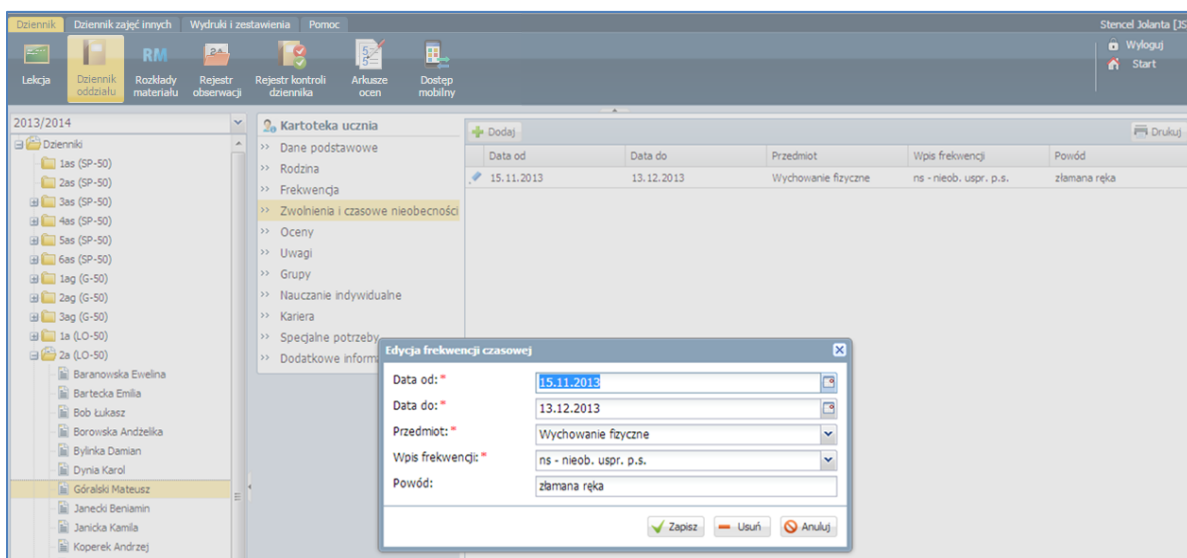 Dziennik Dziennik zajęć innych Wydruki i zestawienia Pomoc Stencel Jolanta [JS
Wyloguj
Start
RM
Lekcja
Dziennik oddziału
Rozkłady materiału
Rejestr obserwacji
Rejestr kontroli dziennika
Arkusze ocen
Dostęp mobilny
2013/2014
Dzienniki
1as (SP-50)
2as (SP-50)
3as (SP-50)
4as (SP-50)
5as (SP-50)
6as (SP-50)
1ag (G-50)
2ag (G-50)
3ag (G-50)
1a (LO-50)
2a (LO-50)
Baranowska Ewelina
Bartecka Emilia
Bob Łukasz
Borowska Andżelika
Bylinka Damian
Dynia Karol
Góralski Mateusz
Janecki Beniamin
Janicka Kamila
Koperek Andrzej
Kartoteka ucznia
Dane podstawowe
Rodzina
Frekwencja
Zwolnienia i czasowe nieobecności
Oceny
Uwagi
Grupy
Nauczanie indywidualne
Kariera
Specjalne potrzeby
Dodatkowe inform
Dodaj Drukuj
Data od Data do Przedmiot Wpis frekwencji Powód
15.11.2013 13.12.2013 Wychowanie fizyczne ns - nieob. uspr. p.s. złamana ręka
Edycja frekwencji czasowej
Data od: * 15.11.2013
Data do: * 13.12.2013
Przedmiot: * Wychowanie fizyczne
Wpis frekwencji: * ns - nieob. uspr. p.s.
Powód: złamana ręka
Zapisz Usuń Anuluj